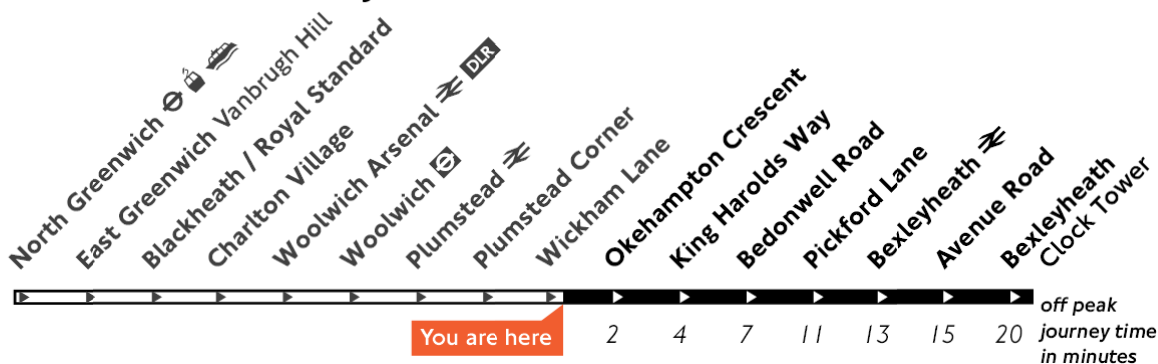 North Greenwich
East Greenwich Vanbrugh Hill
Blackheath / Royal Standard
Charlton Village
Woolwich Arsenal DLR
Woolwich
Plumstead
Plumstead Corner
Wickham Lane
Okehampton Crescent
King Harolds Way
Bedonwell Road
Pickford Lane
Bexleyheath
Avenue Road
Bexleyheath
Clock Tower
You are here
2 4 7 11 13 15 20
off peak
journey time
in minutes